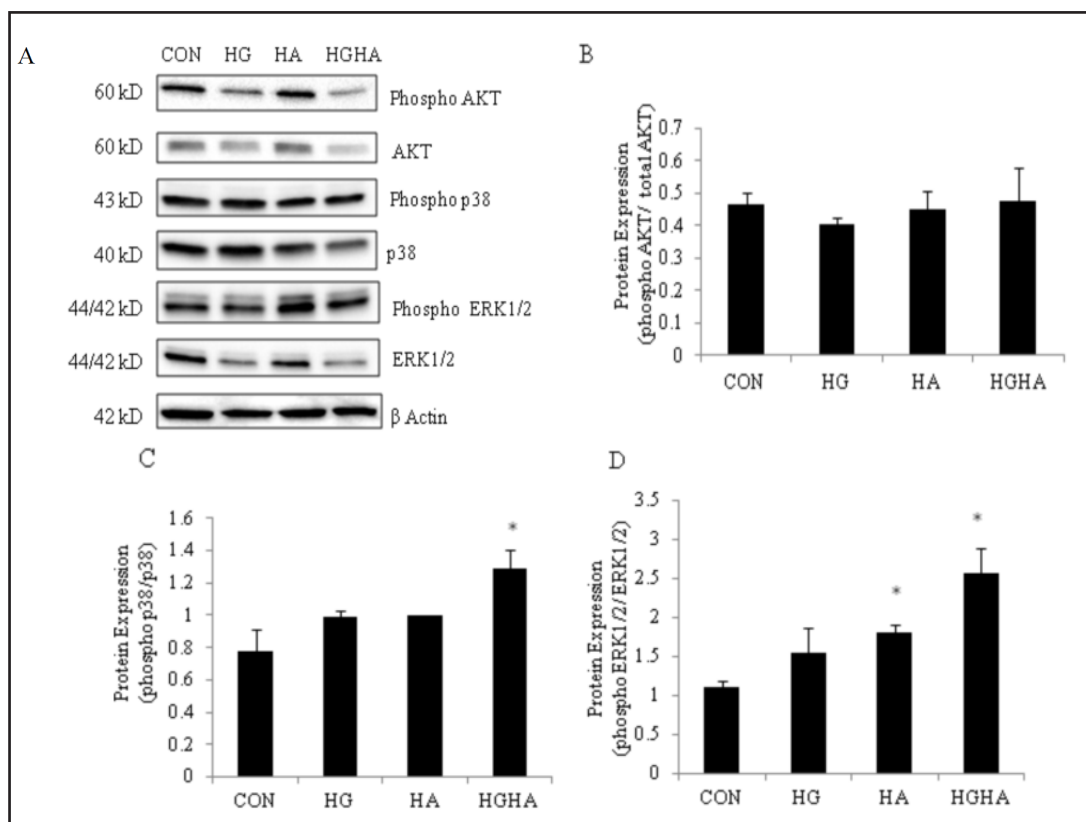 A
CON HG HA HGHA
60 kD Phospho AKT
60 kD AKT
43 kD Phospho p38
40 kD p38
44/42 kD Phospho ERK1/2
44/42 kD ERK1/2
42 kD β Actin
B
Protein Expression
(phospho AKT/ total AKT)
0.7
0.6
0.5
0.4
0.3
0.2
0.1
0
CON HG HA HGHA
C
Protein Expression
(phospho p38/p38)
1.6
1.4
1.2
1
0.8
0.6
0.4
0.2
0
*
CON HG HA HGHA
D
Protein Expression
(phospho ERK1/2/ ERK1/2)
3.5
3
2.5
2
1.5
1
0.5
0
*
*
CON HG HA HGHA